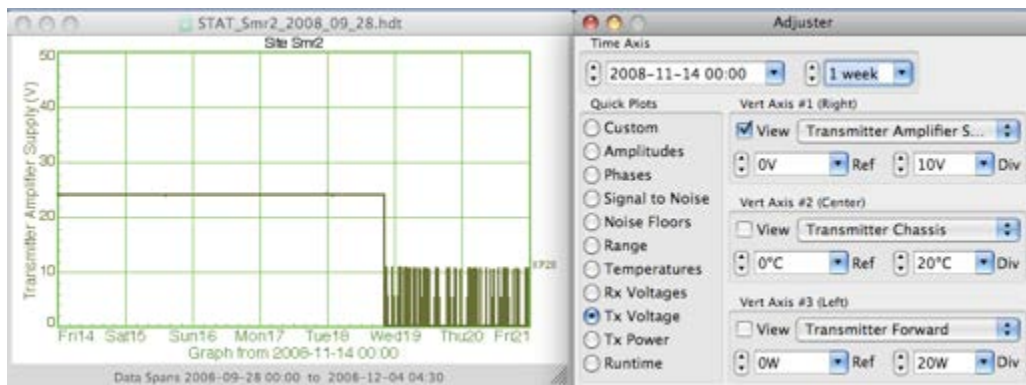 STAT_Smr2_2008_09_28.hdt
Site Smr2
Transmitter Amplifier Supply (V)
50
40
30
20
10
0
Fri14 Sat15 Sun16 Mon17 Tue18 Wed19 Thu20 Fri21
Graph from 2008-11-14 00:00
Data Spans 2008-09-28 00:00 to 2008-12-04 04:30
Adjuster
Time Axis
2008-11-14 00:00
1 week
Quick Plots
Custom
Amplitudes
Phases
Signal to Noise
Noise Floors
Range
Temperatures
Rx Voltages
Tx Voltage
Tx Power
Runtime
Vert Axis #1 (Right)
View Transmitter Amplifier S...
0V Ref 10V Div
Vert Axis #2 (Center)
View Transmitter Chassis
0°C Ref 20°C Div
Vert Axis #3 (Left)
View Transmitter Forward
0W Ref 20W Div